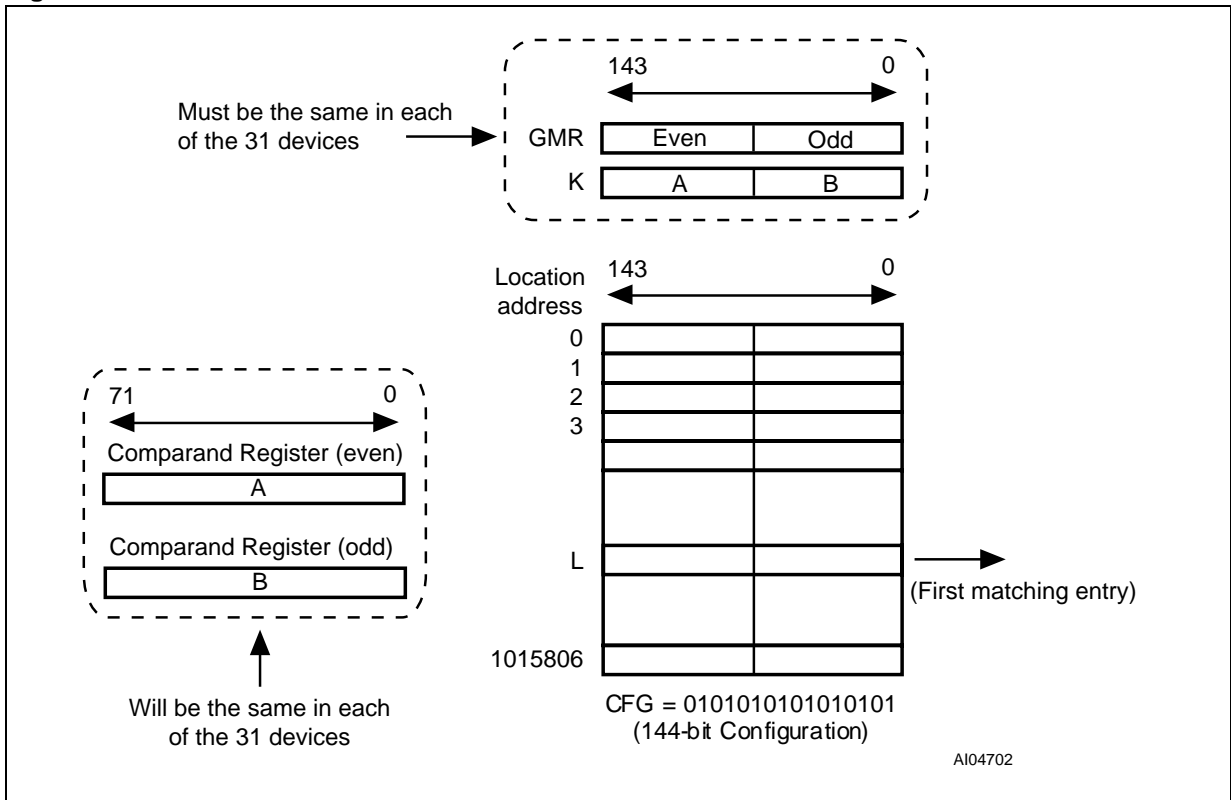 143 0
Must be the same in each
of the 31 devices
GMR Even Odd
K A B
Location
address
143 0
0
1
2
3
L
(First matching entry)
1015806
CFG = 0101010101010101
(144-bit Configuration)
71 0
Comparand Register (even)
A
Comparand Register (odd)
B
Will be the same in each
of the 31 devices
AI04702